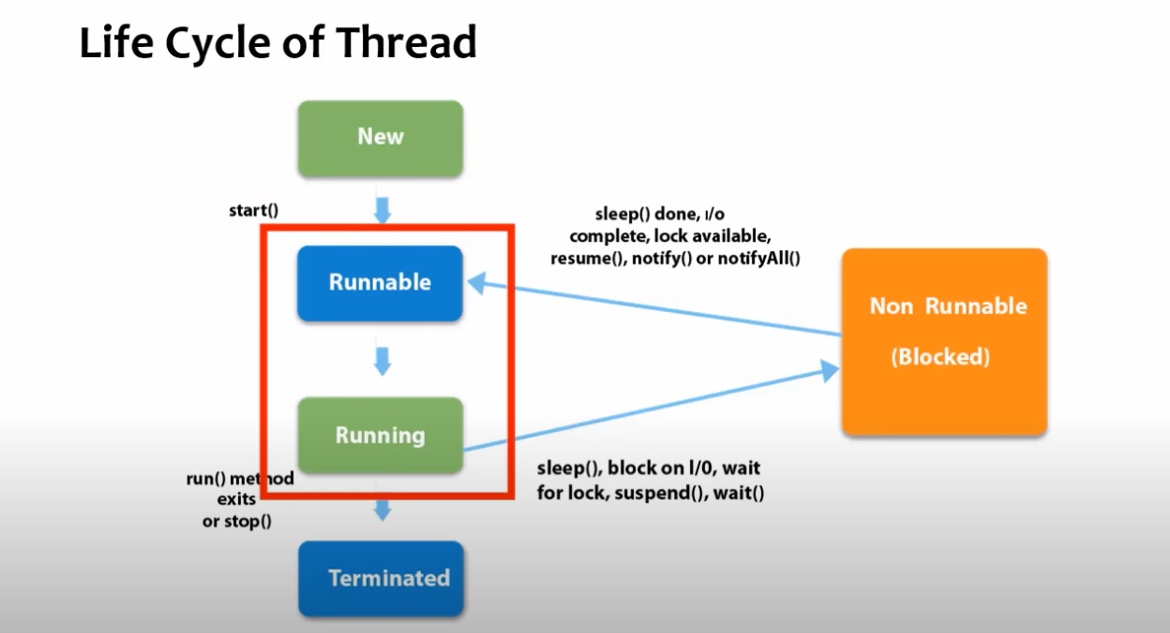 Life Cycle of Thread
New
start()
sleep() done, I/o
complete, lock available,
resume(), notify() or notifyAll()
Runnable
Non Runnable
(Blocked)
Running
sleep(), block on I/0, wait
for lock, suspend(), wait()
run() method
exits
or stop()
Terminated